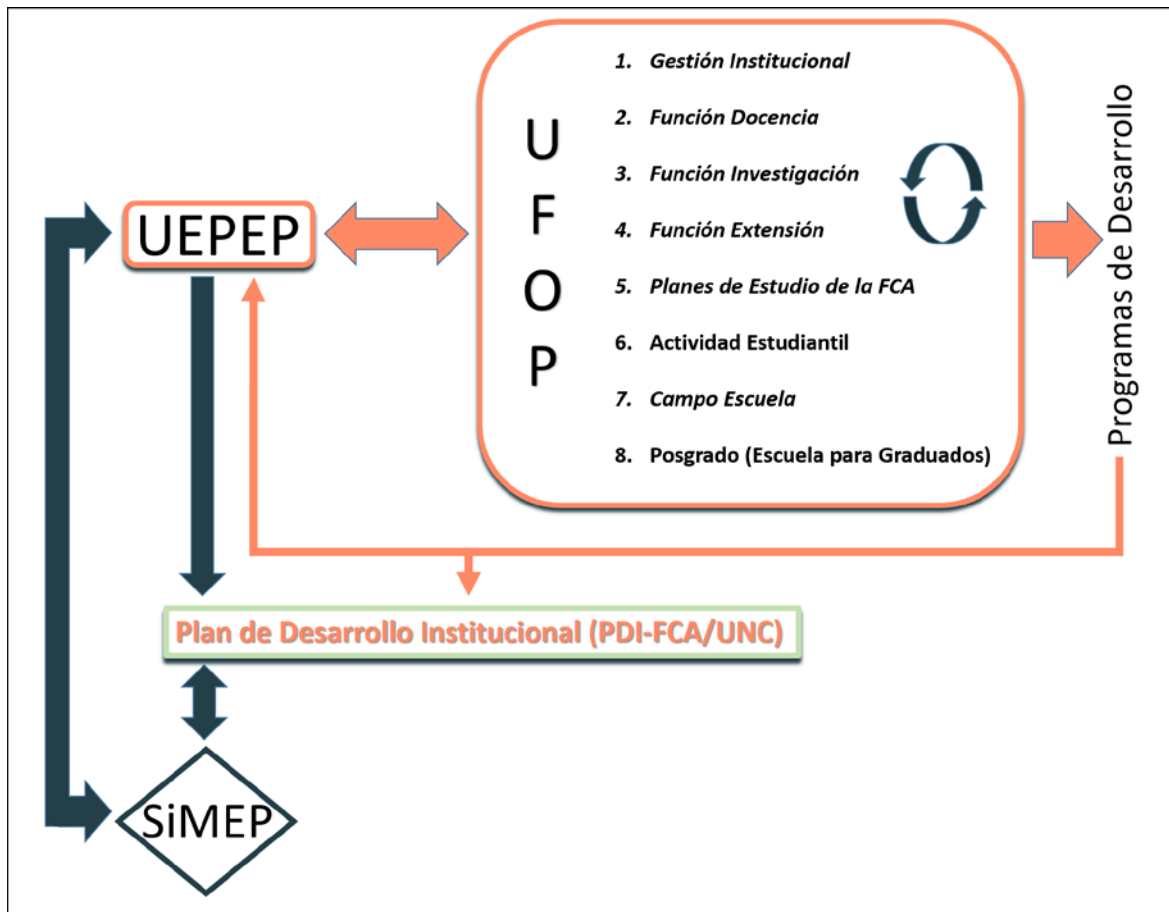 UEPEP
U
F
O
P
1. Gestión Institucional
2. Función Docencia
3. Función Investigación
4. Función Extensión
5. Planes de Estudio de la FCA
6. Actividad Estudiantil
7. Campo Escuela
8. Posgrado (Escuela para Graduados)
Programas de Desarrollo
Plan de Desarrollo Institucional (PDI-FCA/UNC)
SiMEP